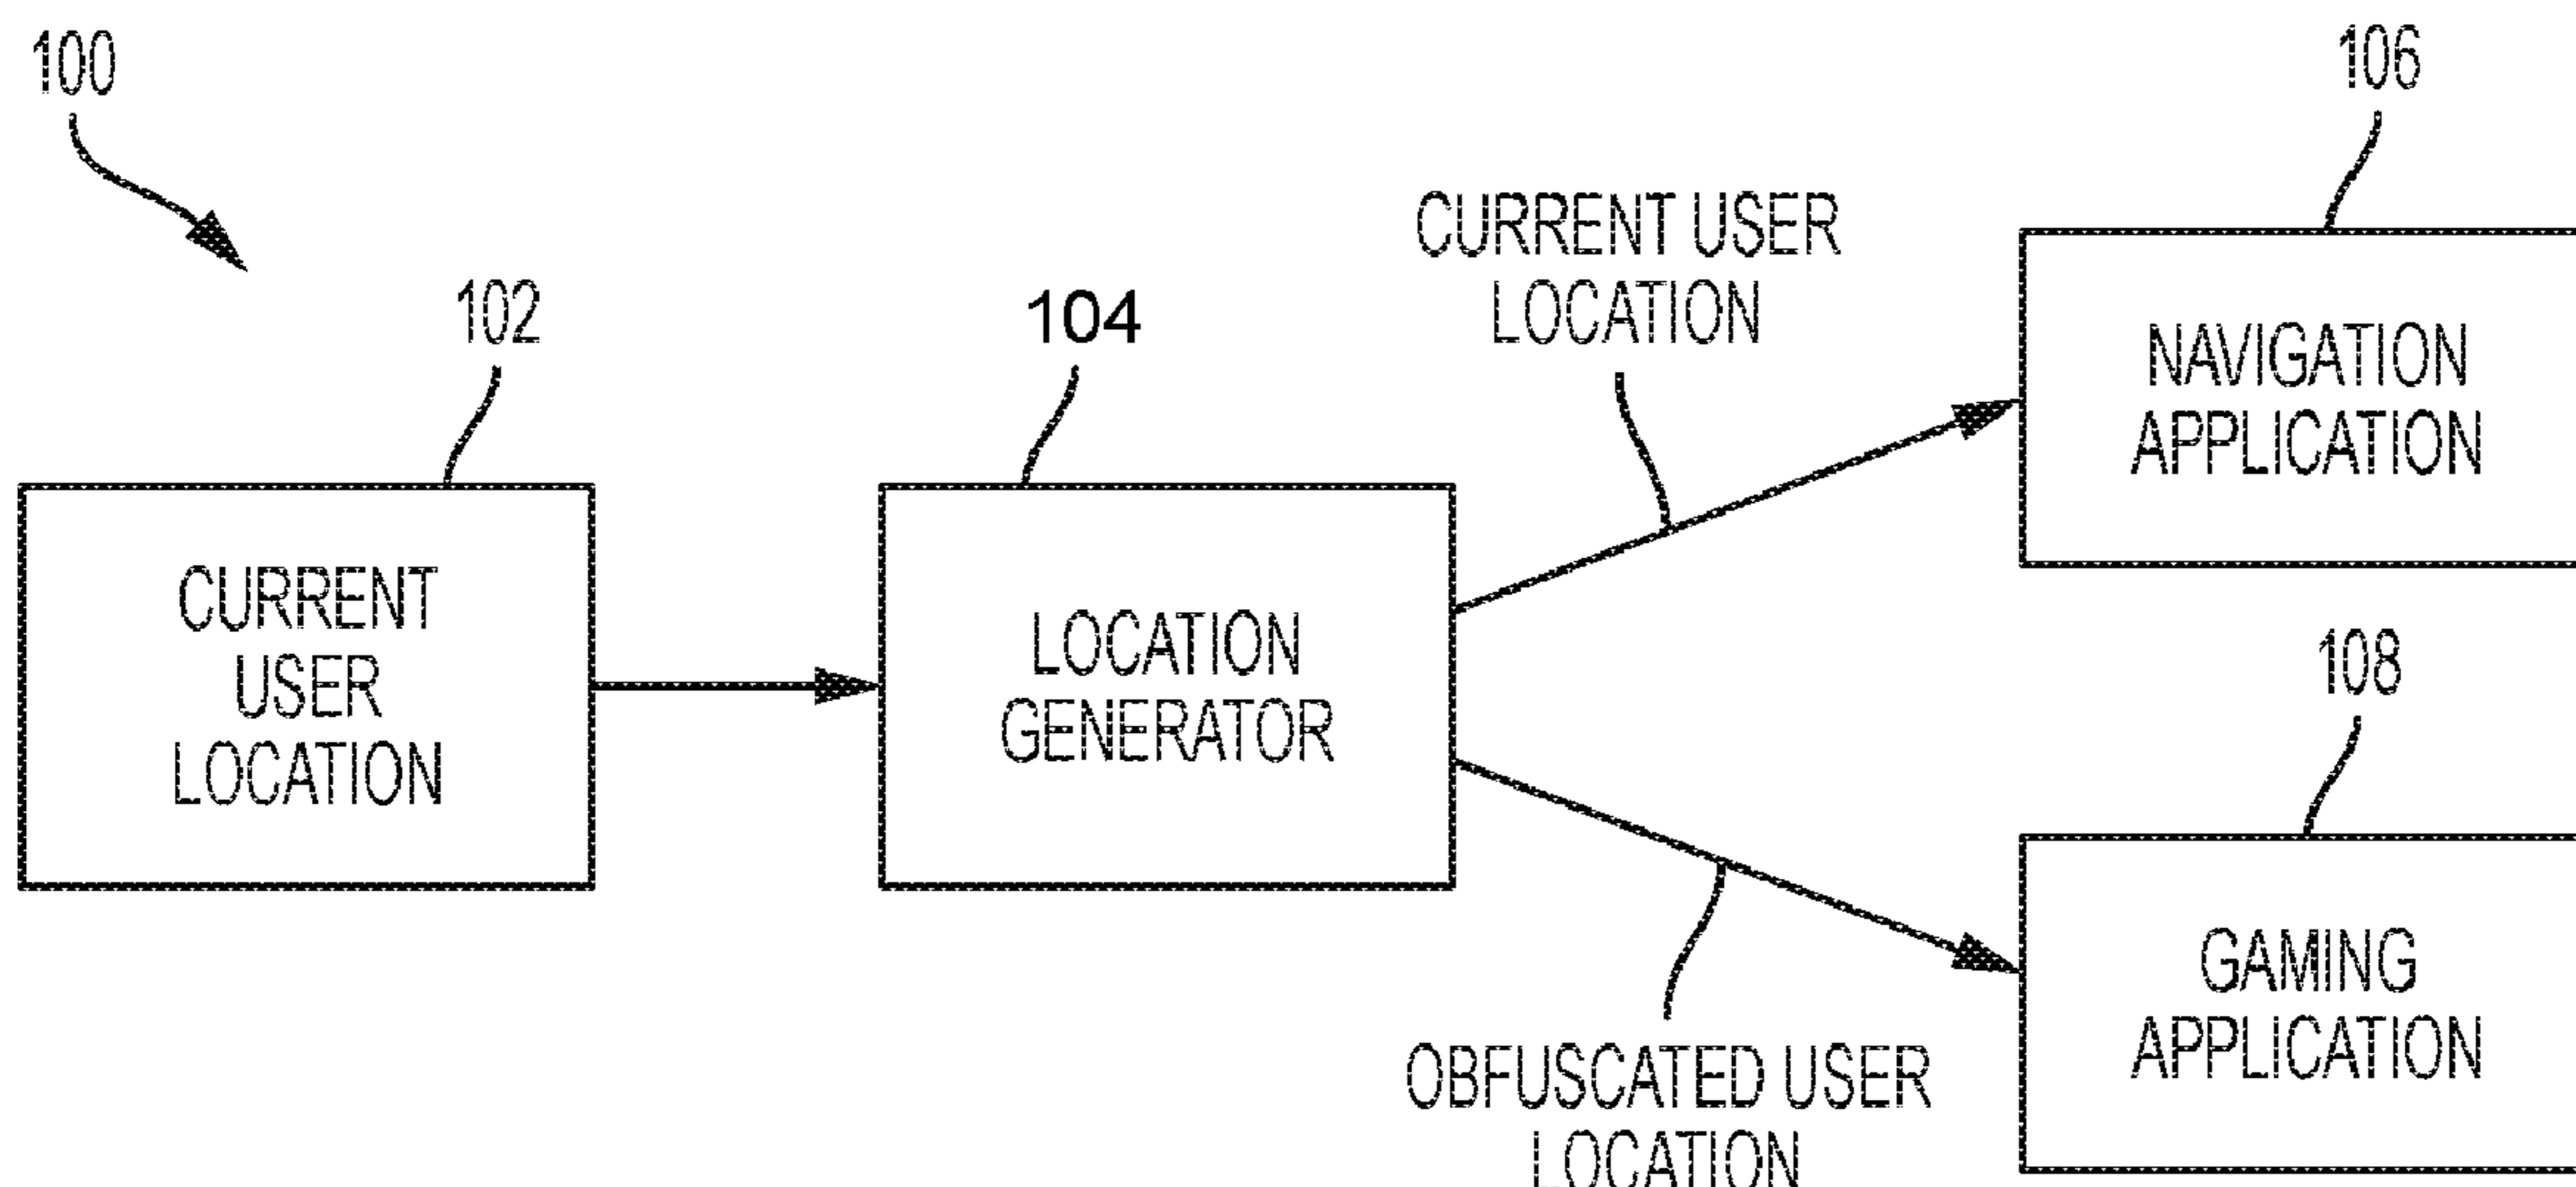 100
106
CURRENT USER
LOCATION
102
104
NAVIGATION
APPLICATION
CURRENT
USER
LOCATION
LOCATION
GENERATOR
108
GAMING
APPLICATION
OBFUSCATED USER
LOCATION